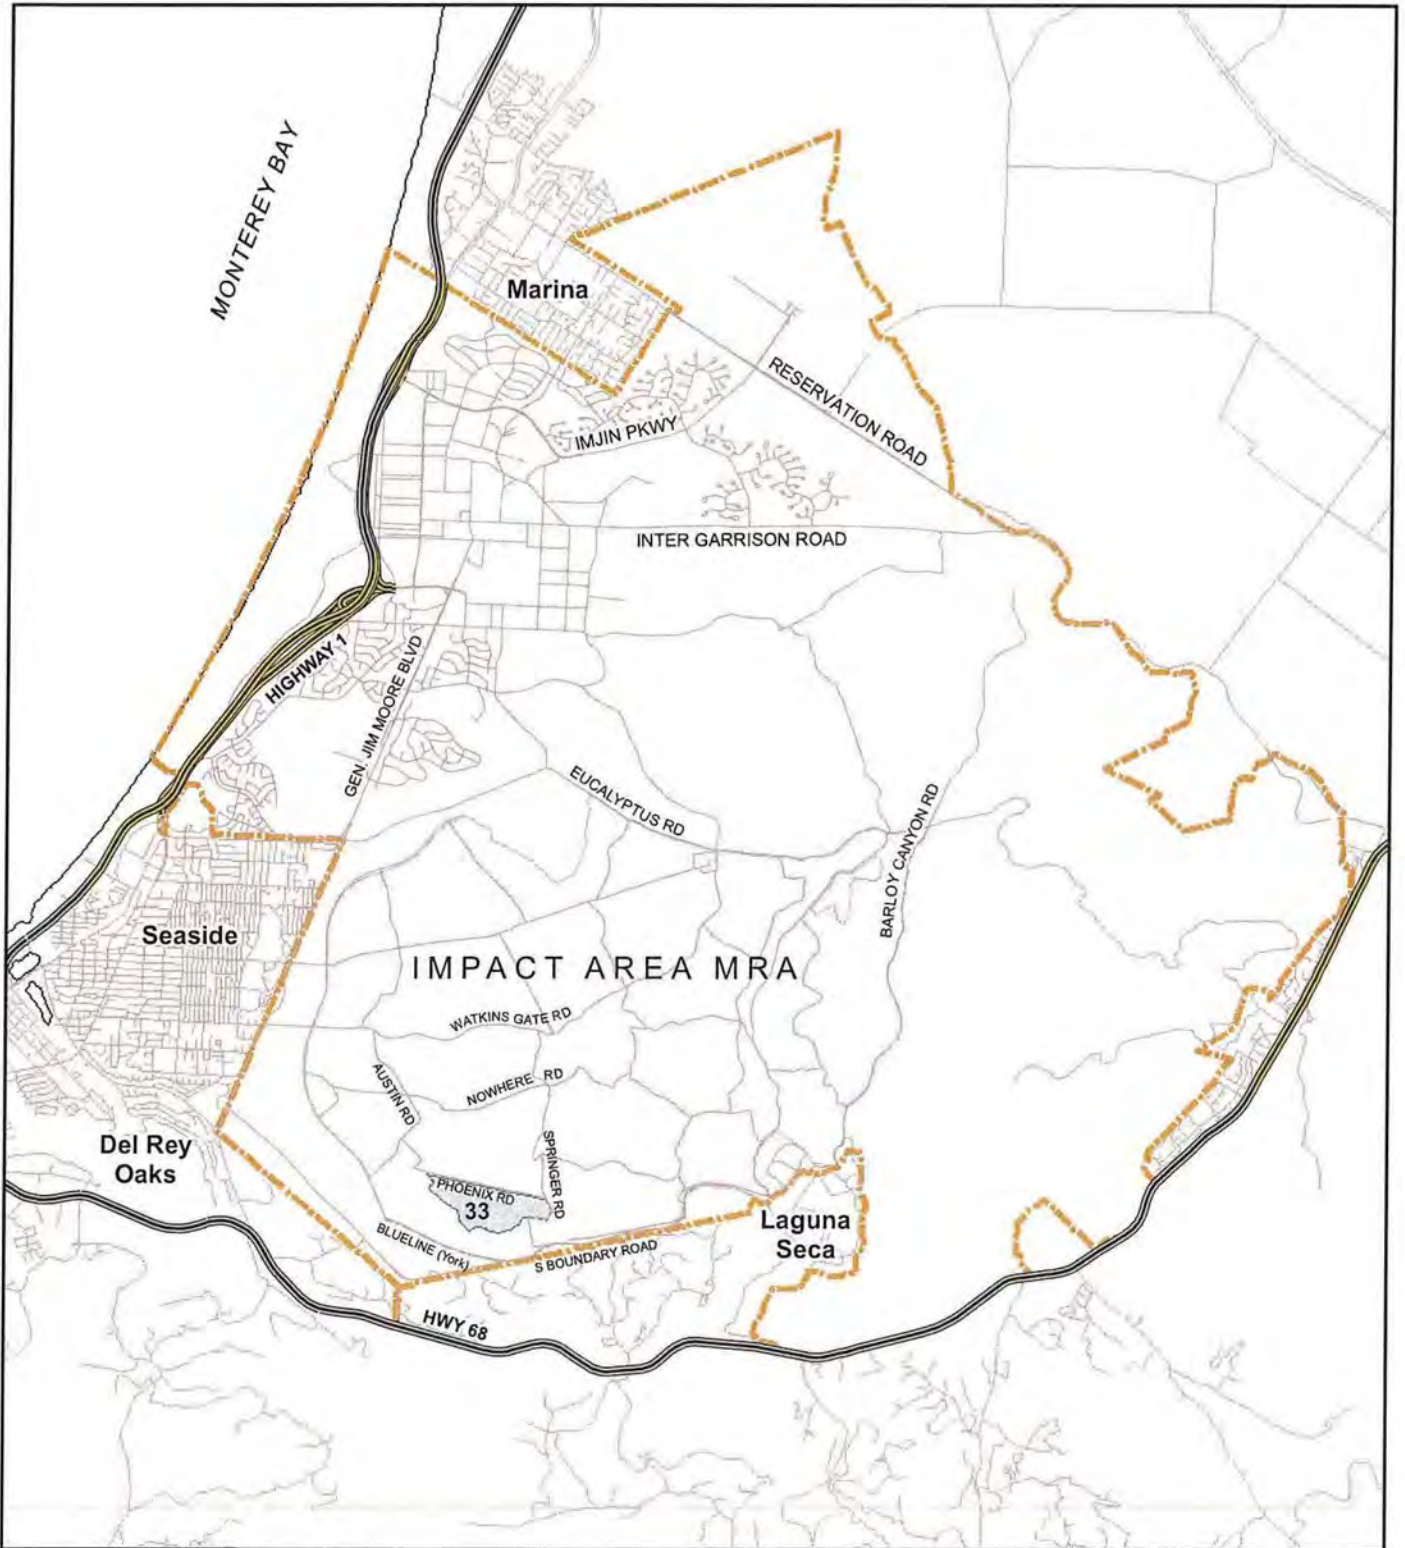 MONTEREY BAY
Marina
RESERVATION ROAD
IMJIN PKWY
INTER GARRISON ROAD
HIGHWAY 1
GEN. JIM MOORE BLVD
EUCALYPTUS RD
BARLOY CANYON RD
Seaside
IMPACT AREA MRA
WATKINS GATE RD
AUSTIN RD
NOWHERE RD
SPRINGER RD
Del Rey
Oaks
PHOENIX RD
33
BLUELINE (York)
S BOUNDARY ROAD
Laguna
Seca
HWY 68